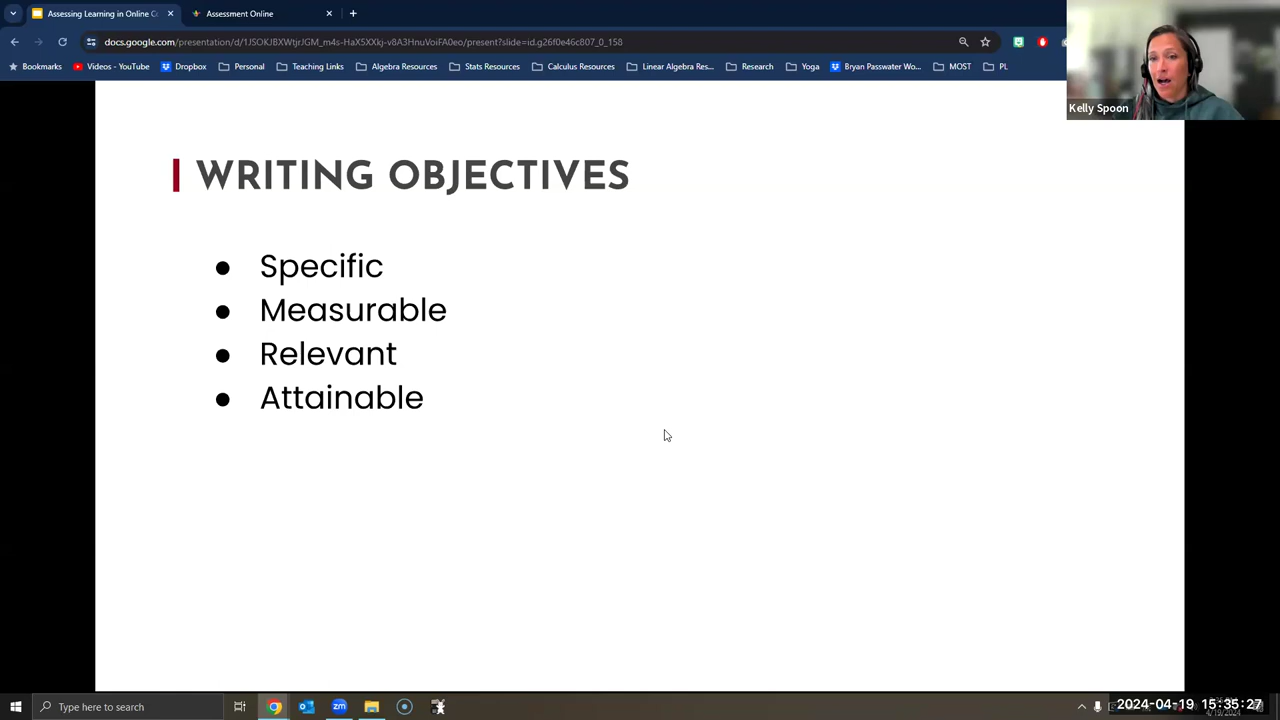 Assessing Learning in Online Co
Assessment Online
docs.google.com/presentation/d/1JSOKJBXWtjrJGM_m4s-HaX5tXkj-v8A3HnuVoiFA0eo/present?slide=id.g26f0e46c807_0_158
Bookmarks
Videos - YouTube
Dropbox
Personal
Teaching Links
Algebra Resources
Stats Resources
Calculus Resources
Linear Algebra Res...
Research
Yoga
Bryan Passwater Wo...
MOST
PL
Kelly Spoon
WRITING OBJECTIVES
● Specific
● Measurable
● Relevant
● Attainable
Type here to search
zm
2024-04-19 15:35:27